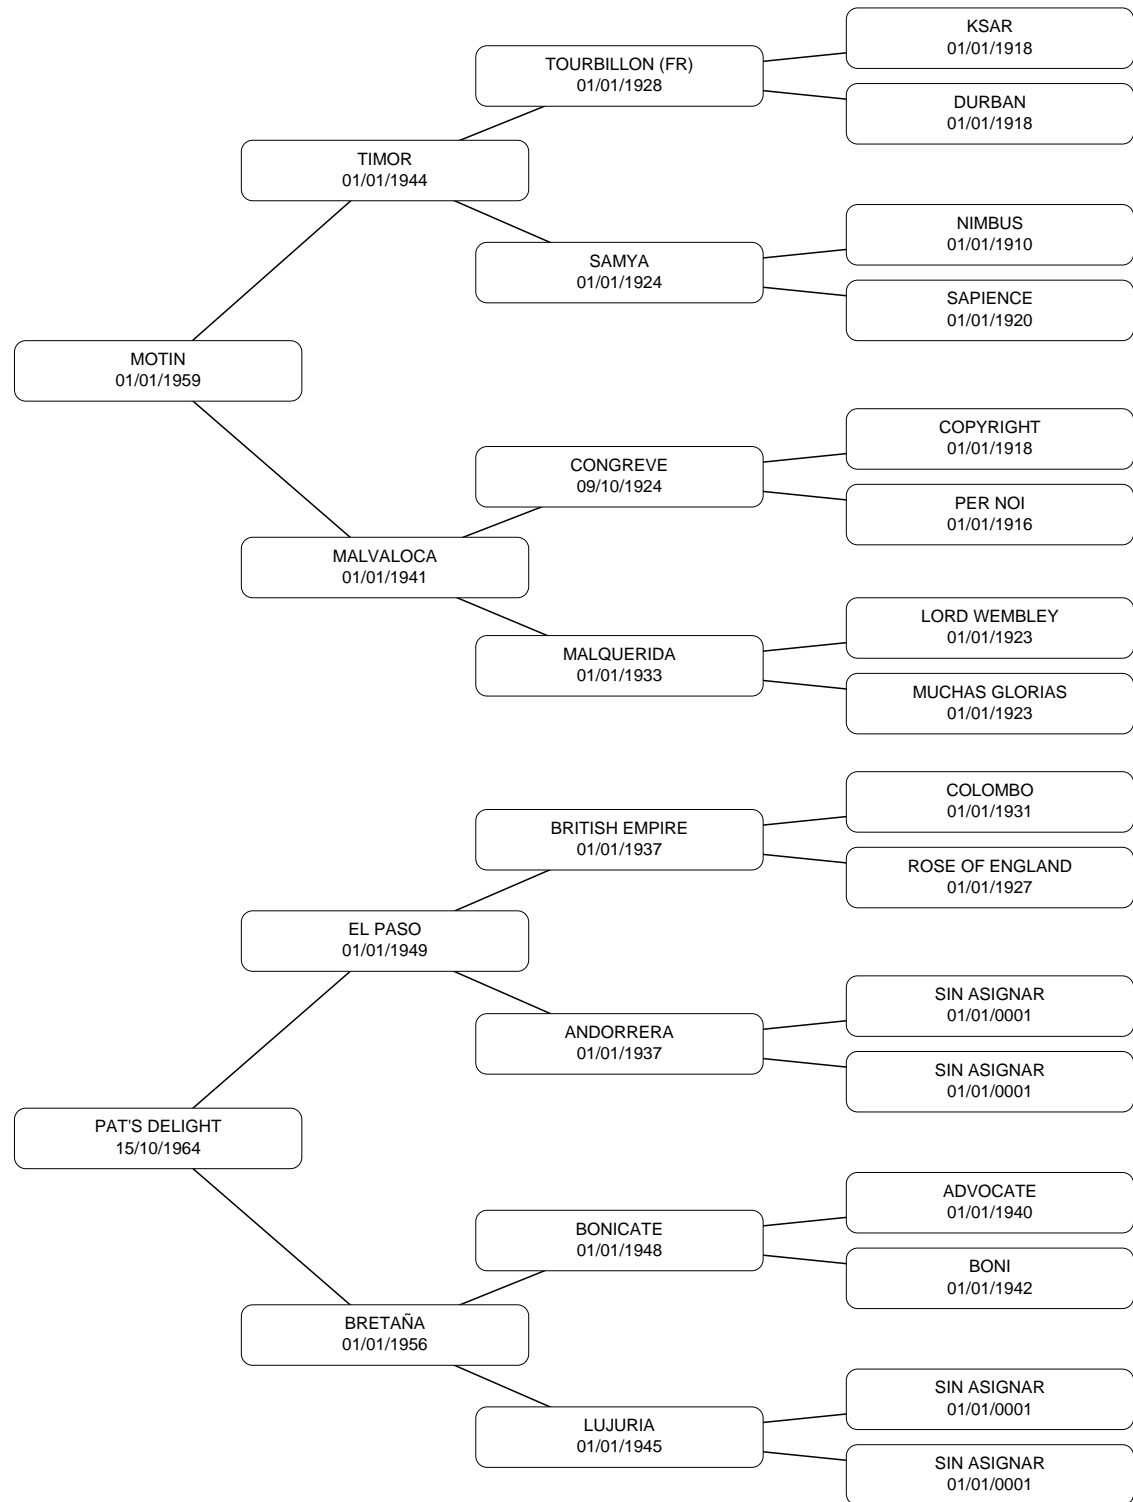 KSAR
01/01/1918
TOURBILLON (FR)
01/01/1928
DURBAN
01/01/1918
TIMOR
01/01/1944
NIMBUS
01/01/1910
SAMYA
01/01/1924
SAPIENCE
01/01/1920
MOTIN
01/01/1959
COPYRIGHT
01/01/1918
CONGREVE
09/10/1924
PER NOI
01/01/1916
MALVALOCA
01/01/1941
LORD WEMBLEY
01/01/1923
MALQUERIDA
01/01/1933
MUCHAS GLORIAS
01/01/1923
COLOMBO
01/01/1931
BRITISH EMPIRE
01/01/1937
ROSE OF ENGLAND
01/01/1927
EL PASO
01/01/1949
SIN ASIGNAR
01/01/0001
ANDORRERA
01/01/1937
SIN ASIGNAR
01/01/0001
PAT'S DELIGHT
15/10/1964
ADVOCATE
01/01/1940
BONICATE
01/01/1948
BONI
01/01/1942
BRETAÑA
01/01/1956
SIN ASIGNAR
01/01/0001
LUJURIA
01/01/1945
SIN ASIGNAR
01/01/0001